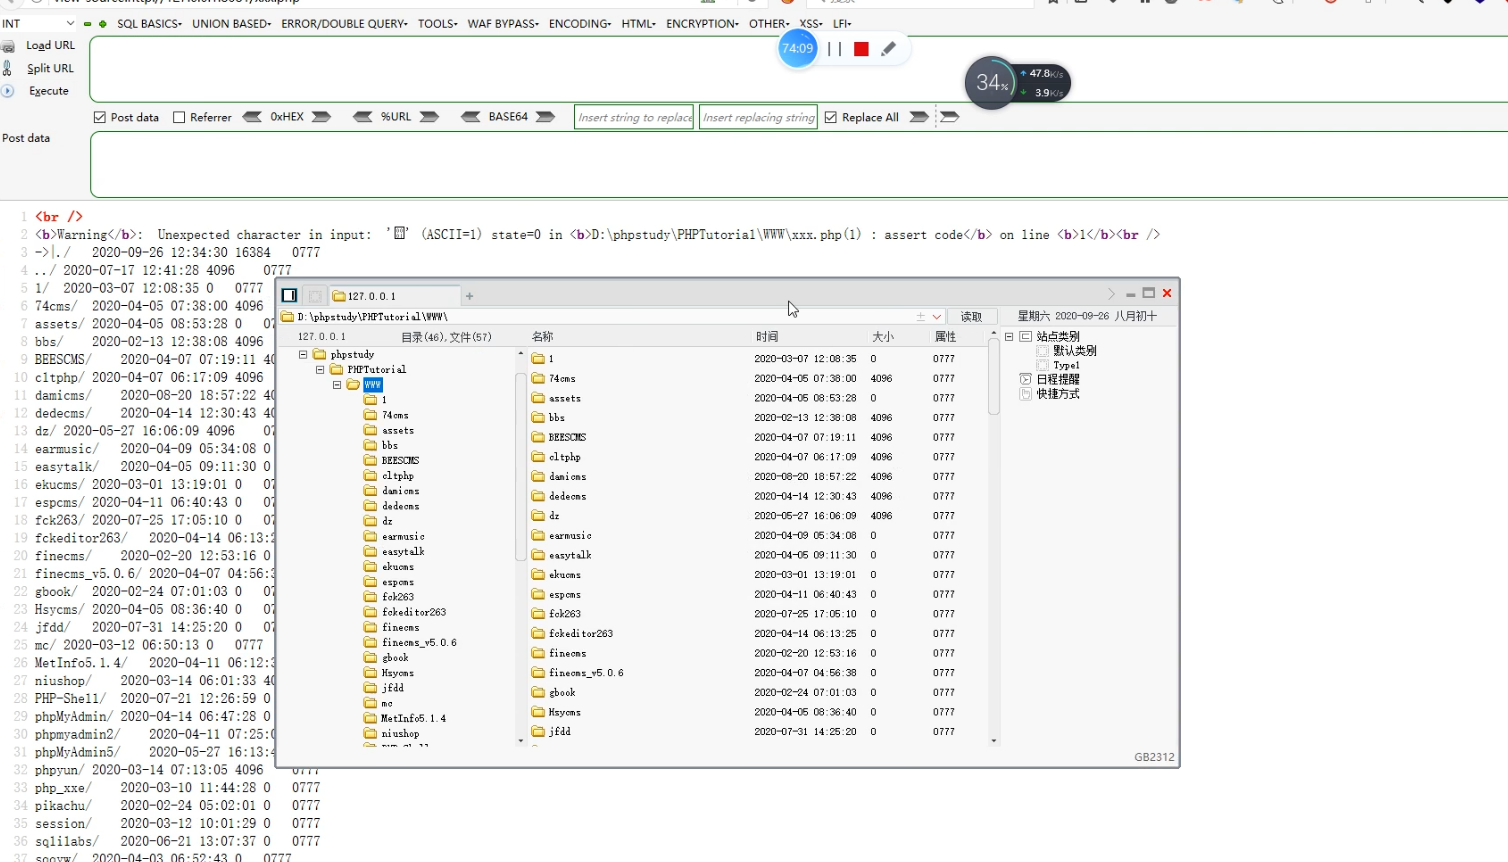 INT SQL BASICS· UNION BASED· ERROR/DOUBLE QUERY· TOOLS· WAF BYPASS· ENCODING· HTML· ENCRYPTION· OTHER· XSS· LFI·
Load URL
Split URL
Execute
74:09
34% 47.8K/s
3.9K/s
Post data Referrer 0xHEX %URL BASE64 Insert string to replace Insert replacing string Replace All
Post data
1 <br />
2 <b>Warning</b>: Unexpected character in input: ' ' (ASCII=1) state=0 in <b>D:\phpstudy\PHPTutorial\WWW\xxx.php(1) : assert code</b> on line <b>1</b><br />
3 ->|./ 2020-09-26 12:34:30 16384 0777
4 ../ 2020-07-17 12:41:28 4096 0777
5 1/ 2020-03-07 12:08:35 0 0777
6 74cms/ 2020-04-05 07:38:00 4096
7 assets/ 2020-04-05 08:53:28 0 07
8 bbs/ 2020-02-13 12:38:08 4096
9 BEESCMS/ 2020-04-07 07:19:11 40
10 cltphp/ 2020-04-07 06:17:09 4096
11 damicms/ 2020-08-20 18:57:22 40
12 dedecms/ 2020-04-14 12:30:43 40
13 dz/ 2020-05-27 16:06:09 4096 07
14 earmusic/ 2020-04-09 05:34:08 0
15 easytalk/ 2020-04-05 09:11:30 0
16 ekucms/ 2020-03-01 13:19:01 0 07
17 espcms/ 2020-04-11 06:40:43 0 07
18 fck263/ 2020-07-25 17:05:10 0 07
19 fckeditor263/ 2020-04-14 06:13:2
20 finecms/ 2020-02-20 12:53:16 0
21 finecms_v5.0.6/ 2020-04-07 04:56:3
22 gbook/ 2020-02-24 07:01:03 0 07
23 Hsycms/ 2020-04-05 08:36:40 0 07
24 jfdd/ 2020-07-31 14:25:20 0 07
25 mc/ 2020-03-12 06:50:13 0 0777
26 MetInfo5.1.4/ 2020-04-11 06:12:3
27 niushop/ 2020-03-14 06:01:33 40
28 PHP-Shell/ 2020-07-21 12:26:59 0
29 phpMyAdmin/ 2020-04-14 06:47:28 0
30 phpmyadmin2/ 2020-04-11 07:25:0
31 phpMyAdmin5/ 2020-05-27 16:13:4
32 phpyun/ 2020-03-14 07:13:05 4096 0777
33 php_xxe/ 2020-03-10 11:44:28 0 0777
34 pikachu/ 2020-02-24 05:02:01 0 0777
35 session/ 2020-03-12 10:01:29 0 0777
36 sqlilabs/ 2020-06-21 13:07:37 0 0777
37 sooyw/ 2020-04-03 06:52:43 0 0777
127.0.0.1 +
D:\phpstudy\PHPTutorial\WWW\ 读取
127.0.0.1 目录(46),文件(57)
phpstudy
PHPTutorial
WWW
1
74cms
assets
bbs
BEESCMS
cltphp
damicms
dedecms
dz
earmusic
easytalk
ekucms
espcms
fck263
fckeditor263
finecms
finecms_v5.0.6
gbook
Hsycms
jfdd
mc
MetInfo5.1.4
niushop
名称 时间 大小 属性
1 2020-03-07 12:08:35 0 0777
74cms 2020-04-05 07:38:00 4096 0777
assets 2020-04-05 08:53:28 0 0777
bbs 2020-02-13 12:38:08 4096 0777
BEESCMS 2020-04-07 07:19:11 4096 0777
cltphp 2020-04-07 06:17:09 4096 0777
damicms 2020-08-20 18:57:22 4096 0777
dedecms 2020-04-14 12:30:43 4096 0777
dz 2020-05-27 16:06:09 4096 0777
earmusic 2020-04-09 05:34:08 0 0777
easytalk 2020-04-05 09:11:30 0 0777
ekucms 2020-03-01 13:19:01 0 0777
espcms 2020-04-11 06:40:43 0 0777
fck263 2020-07-25 17:05:10 0 0777
fckeditor263 2020-04-14 06:13:25 0 0777
finecms 2020-02-20 12:53:16 0 0777
finecms_v5.0.6 2020-04-07 04:56:38 0 0777
gbook 2020-02-24 07:01:03 0 0777
Hsycms 2020-04-05 08:36:40 0 0777
jfdd 2020-07-31 14:25:20 0 0777
星期六 2020-09-26 八月初十
站点类别
默认类别
Type1
日程提醒
快捷方式
GB2312